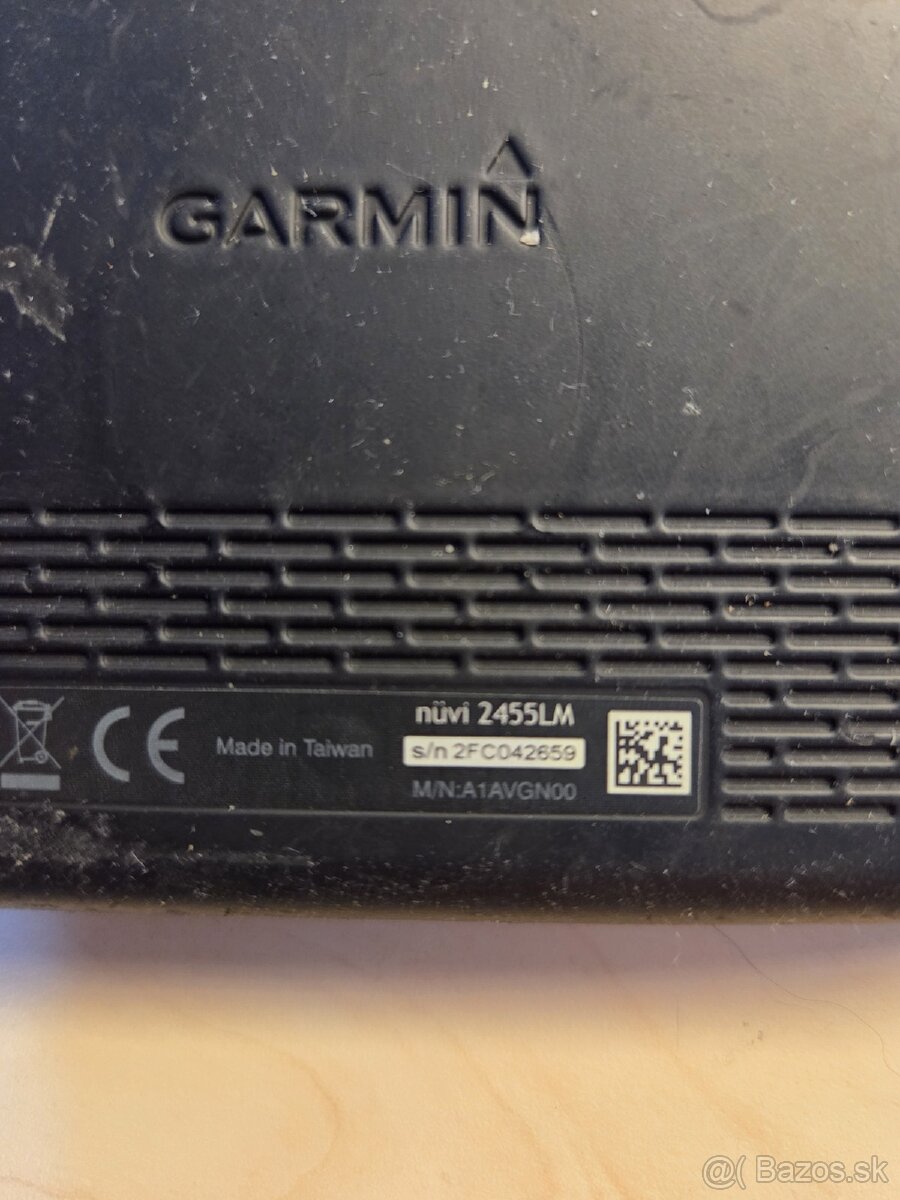 GARMIN
CE
Made in Taiwan
nüvi 2455LM
s/n 2FC042659
M/N:A1AVGN00
@( Bazos.sk